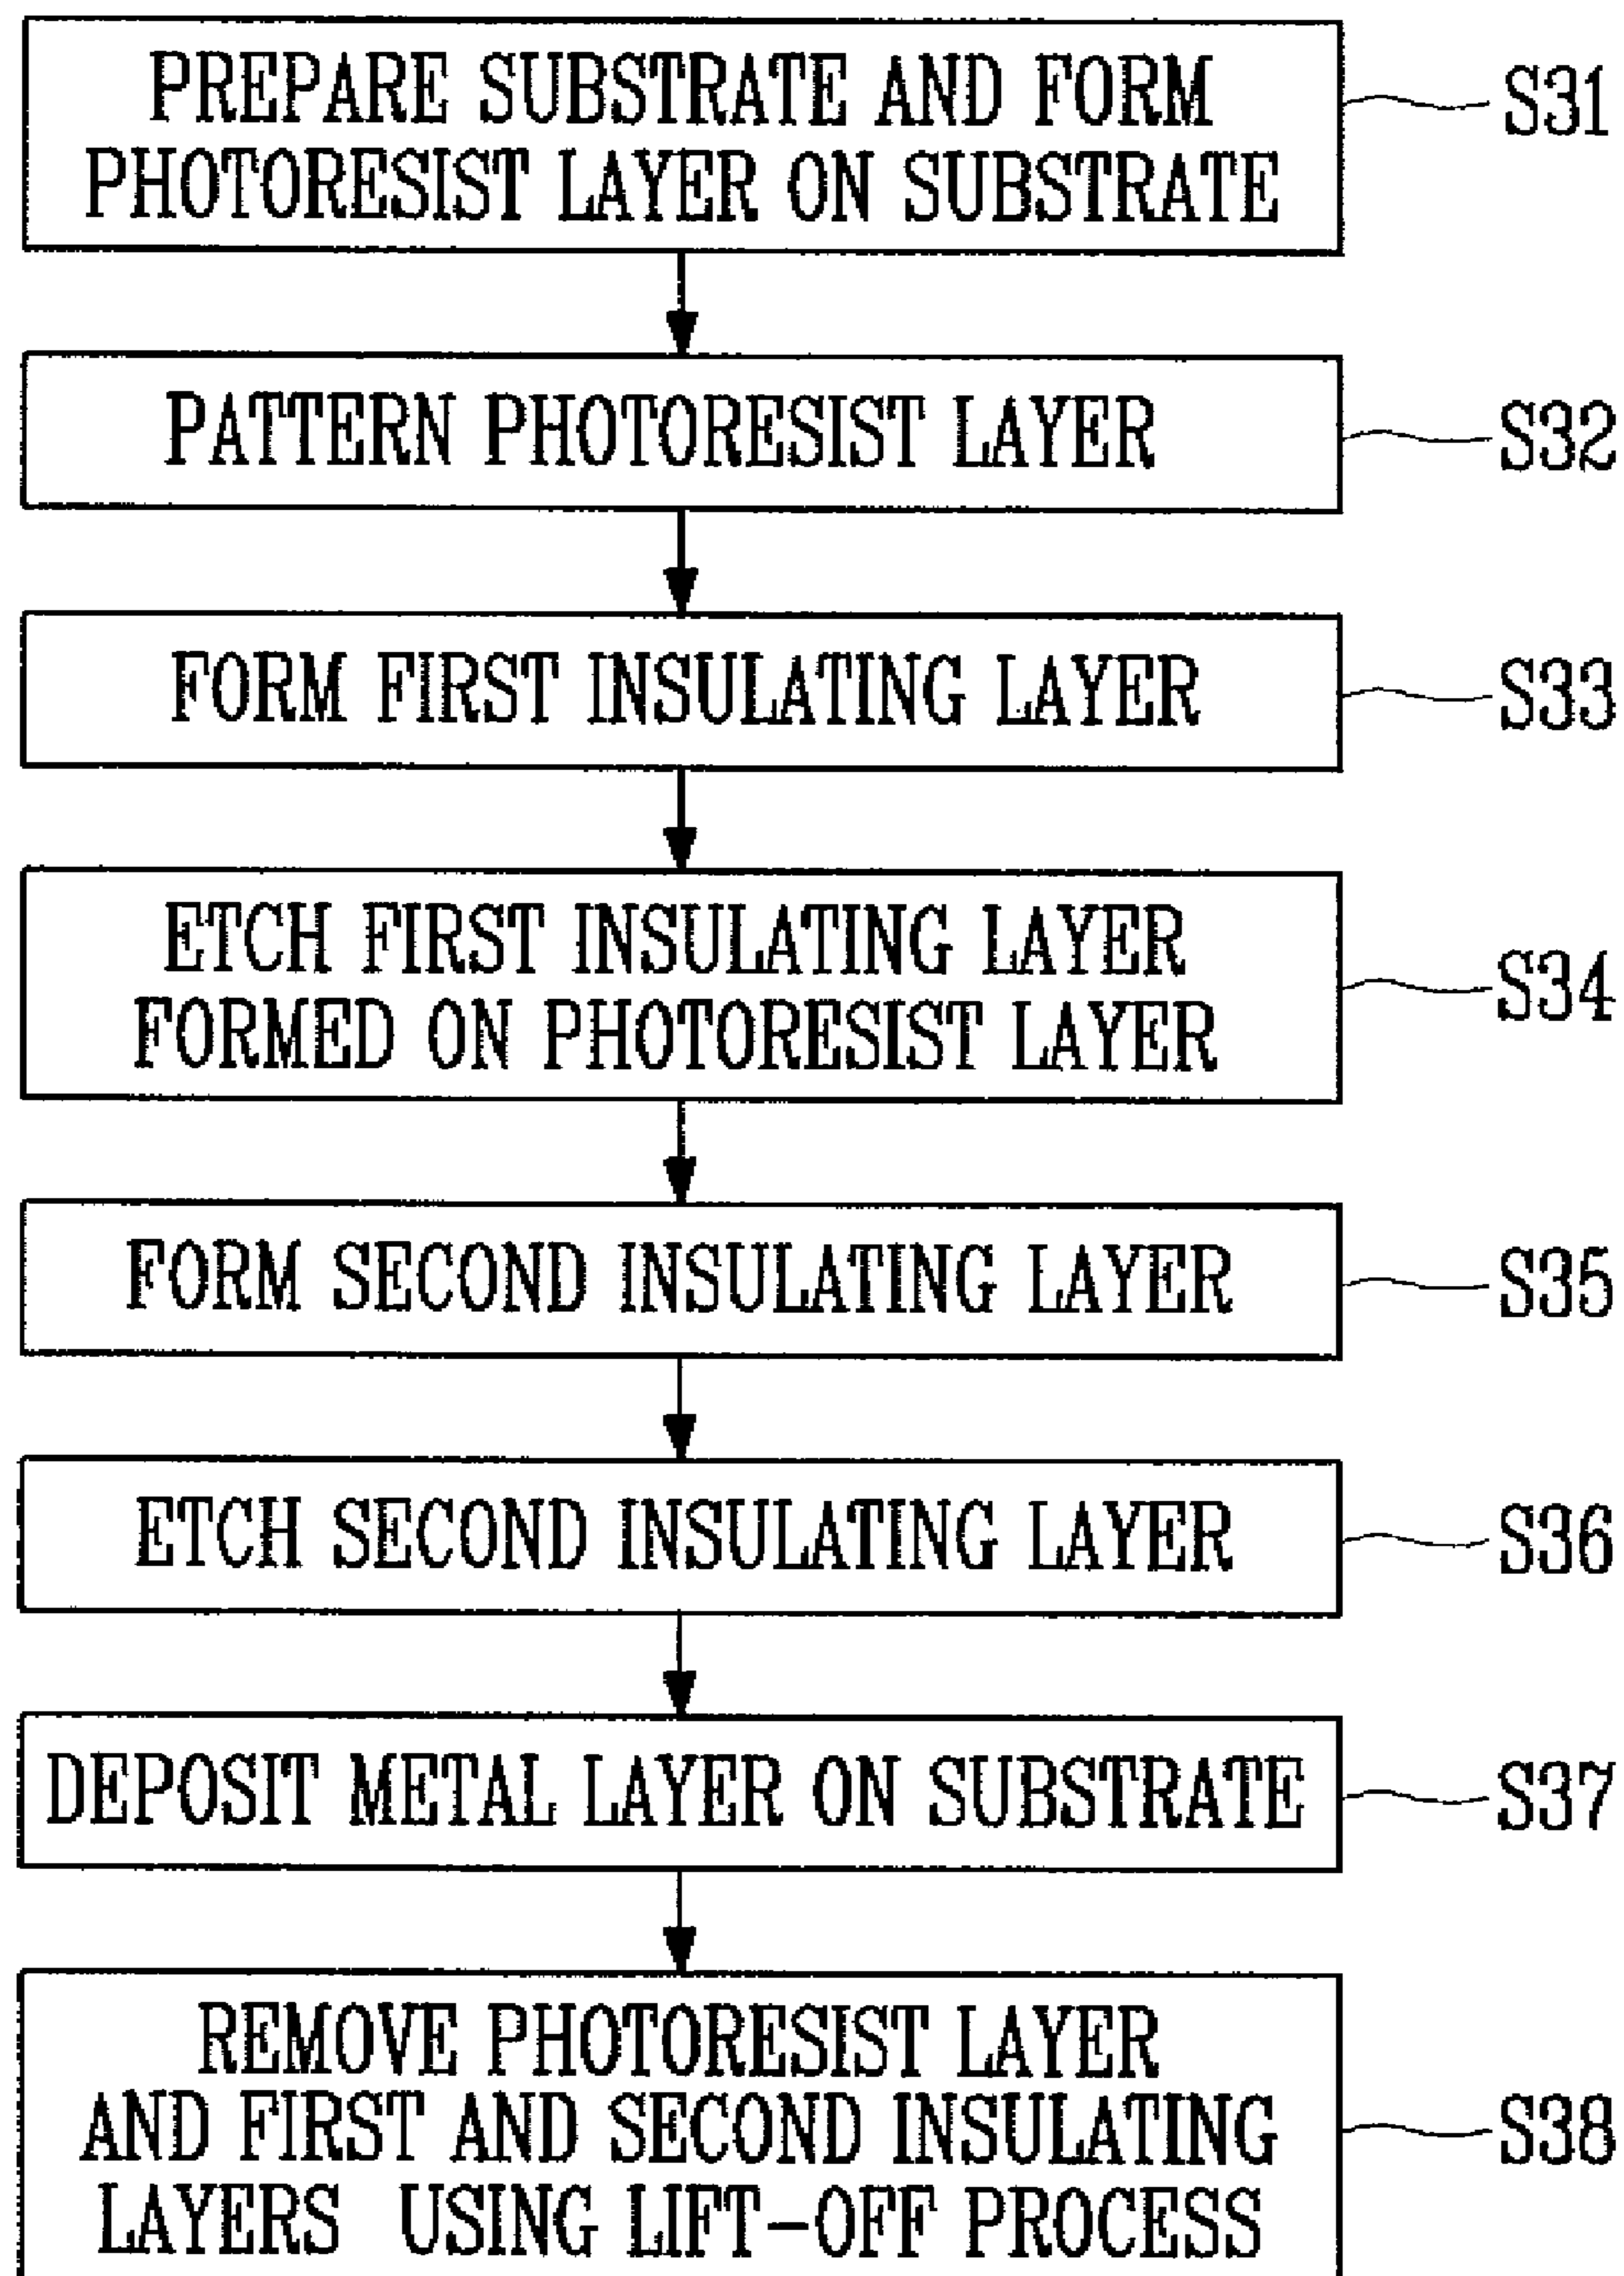 PREPARE SUBSTRATE AND FORM
PHOTORESIST LAYER ON SUBSTRATE
S31
PATTERN PHOTORESIST LAYER
S32
FORM FIRST INSULATING LAYER
S33
ETCH FIRST INSULATING LAYER
FORMED ON PHOTORESIST LAYER
S34
FORM SECOND INSULATING LAYER
S35
ETCH SECOND INSULATING LAYER
S36
DEPOSIT METAL LAYER ON SUBSTRATE
S37
REMOVE PHOTORESIST LAYER
AND FIRST AND SECOND INSULATING
LAYERS USING LIFT-OFF PROCESS
S38